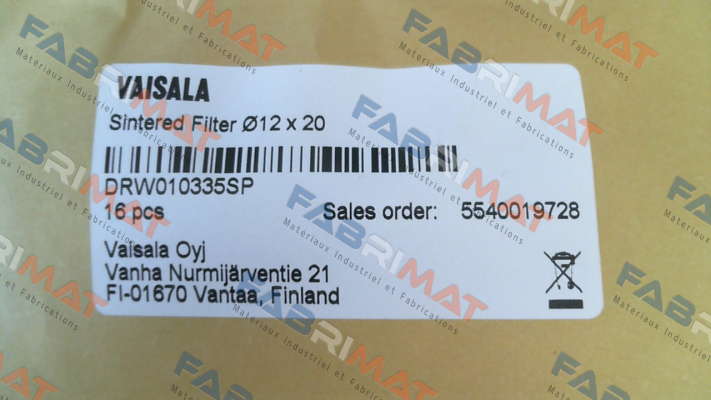 VAISALA
Sintered Filter Ø12 x 20
DRW010335SP
16 pcs Sales order: 5540019728
Vaisala Oyj
Vanha Nurmijärventie 21
FI-01670 Vantaa, Finland
FABRIMAT
Materiaux Industriel et Fabrications